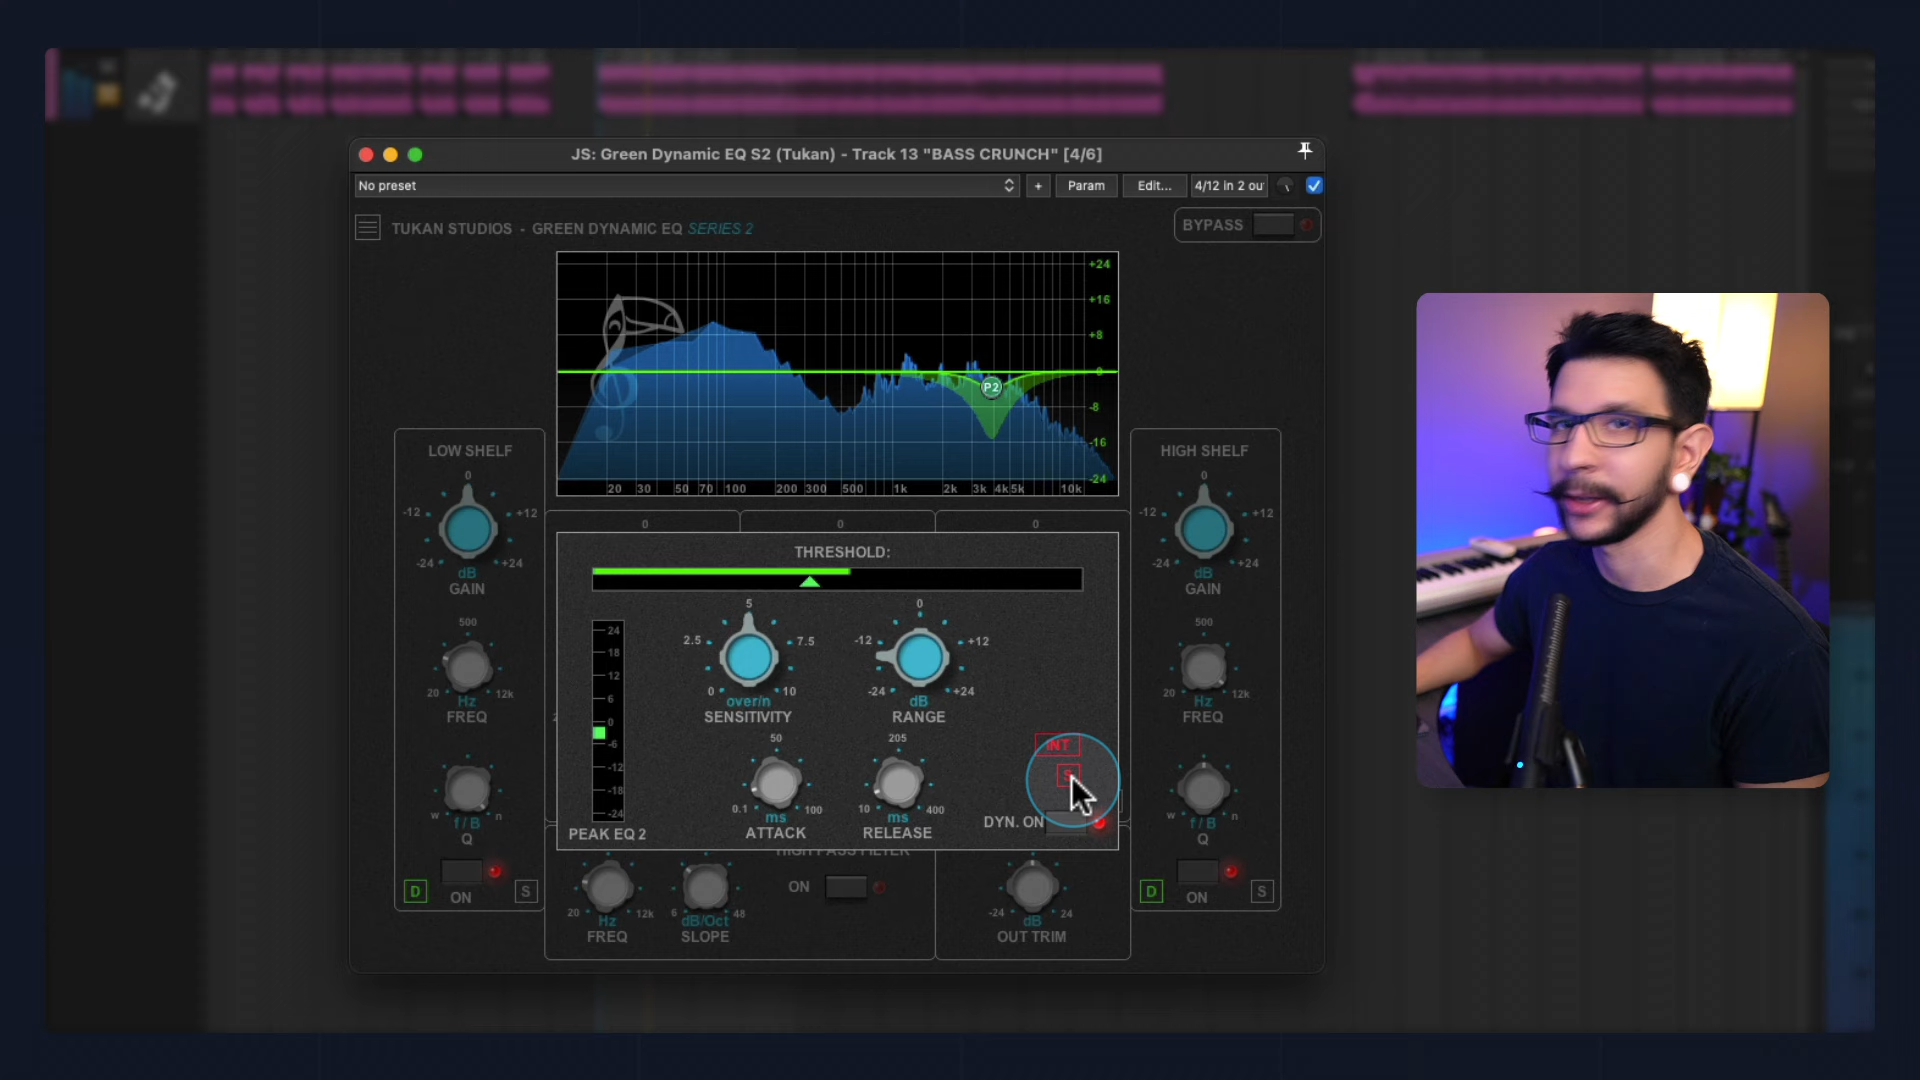 JS: Green Dynamic EQ S2 (Tukan) - Track 13 "BASS CRUNCH" [4/6]
No preset
+
Param
Edit...
4/12 in 2 ou
TUKAN STUDIOS - GREEN DYNAMIC EQ SERIES 2
BYPASS
+24
+16
+8
0
-8
-16
-24
20 30 50 70 100 200 300 500 1k 2k 3k 4k 5k 10k
P2
LOW SHELF
0
-12 +12
-24 +24
dB
GAIN
500
20 12k
Hz
FREQ
w n
f / B
Q
D
ON
S
0 0 0
THRESHOLD:
24
18
12
6
0
-6
-12
-18
-24
PEAK EQ 2
5
2.5 7.5
0 10
over/n
SENSITIVITY
0
-12 +12
-24 +24
dB
RANGE
50
0.1 100
ms
ATTACK
205
10 400
ms
RELEASE
INT
S
DYN. ON
HIGH PASS FILTER
20 12k
Hz
FREQ
6 48
dB/Oct
SLOPE
ON
-24 24
dB
OUT TRIM
HIGH SHELF
0
-12 +12
-24 +24
dB
GAIN
500
20 12k
Hz
FREQ
w n
f / B
Q
D
ON
S